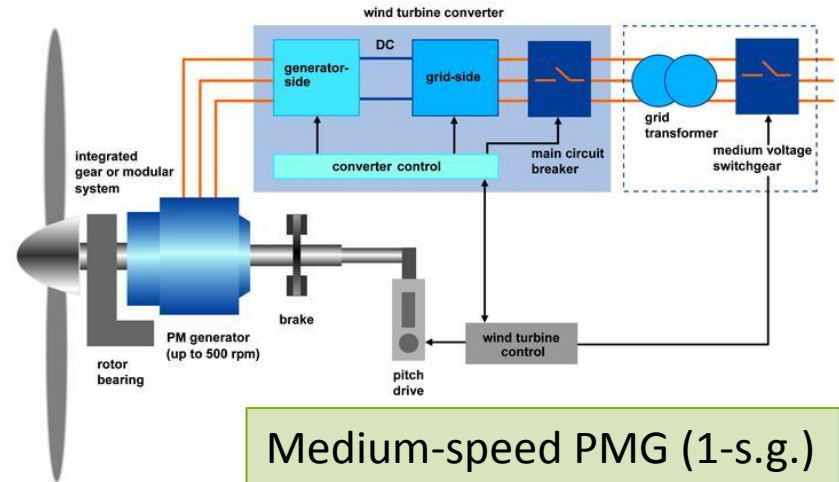 wind turbine converter
DC
generator-
side
grid-side
grid
transformer
medium voltage
switchgear
main circuit
breaker
converter control
integrated
gear or modular
system
brake
PM generator
(up to 500 rpm)
rotor
bearing
pitch
drive
wind turbine
control
Medium-speed PMG (1-s.g.)